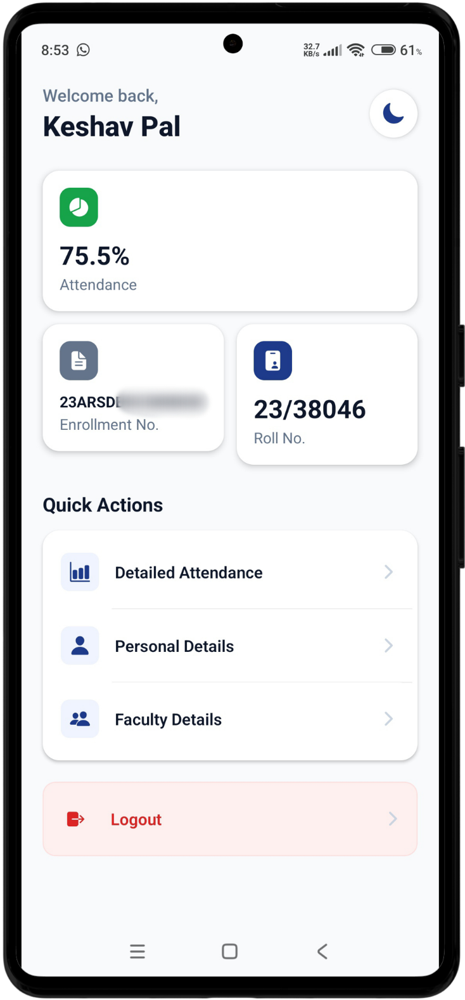 8:53
32.7
KB/s
61%
Welcome back,
Keshav Pal
75.5%
Attendance
23ARSD
Enrollment No.
23/38046
Roll No.
Quick Actions
Detailed Attendance
Personal Details
Faculty Details
Logout